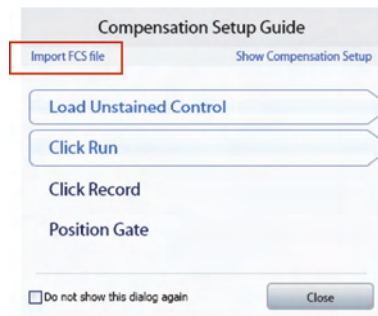 Compensation Setup Guide
Import FCS file Show Compensation Setup
Load Unstained Control
Click Run
Click Record
Position Gate
Do not show this dialog again Close